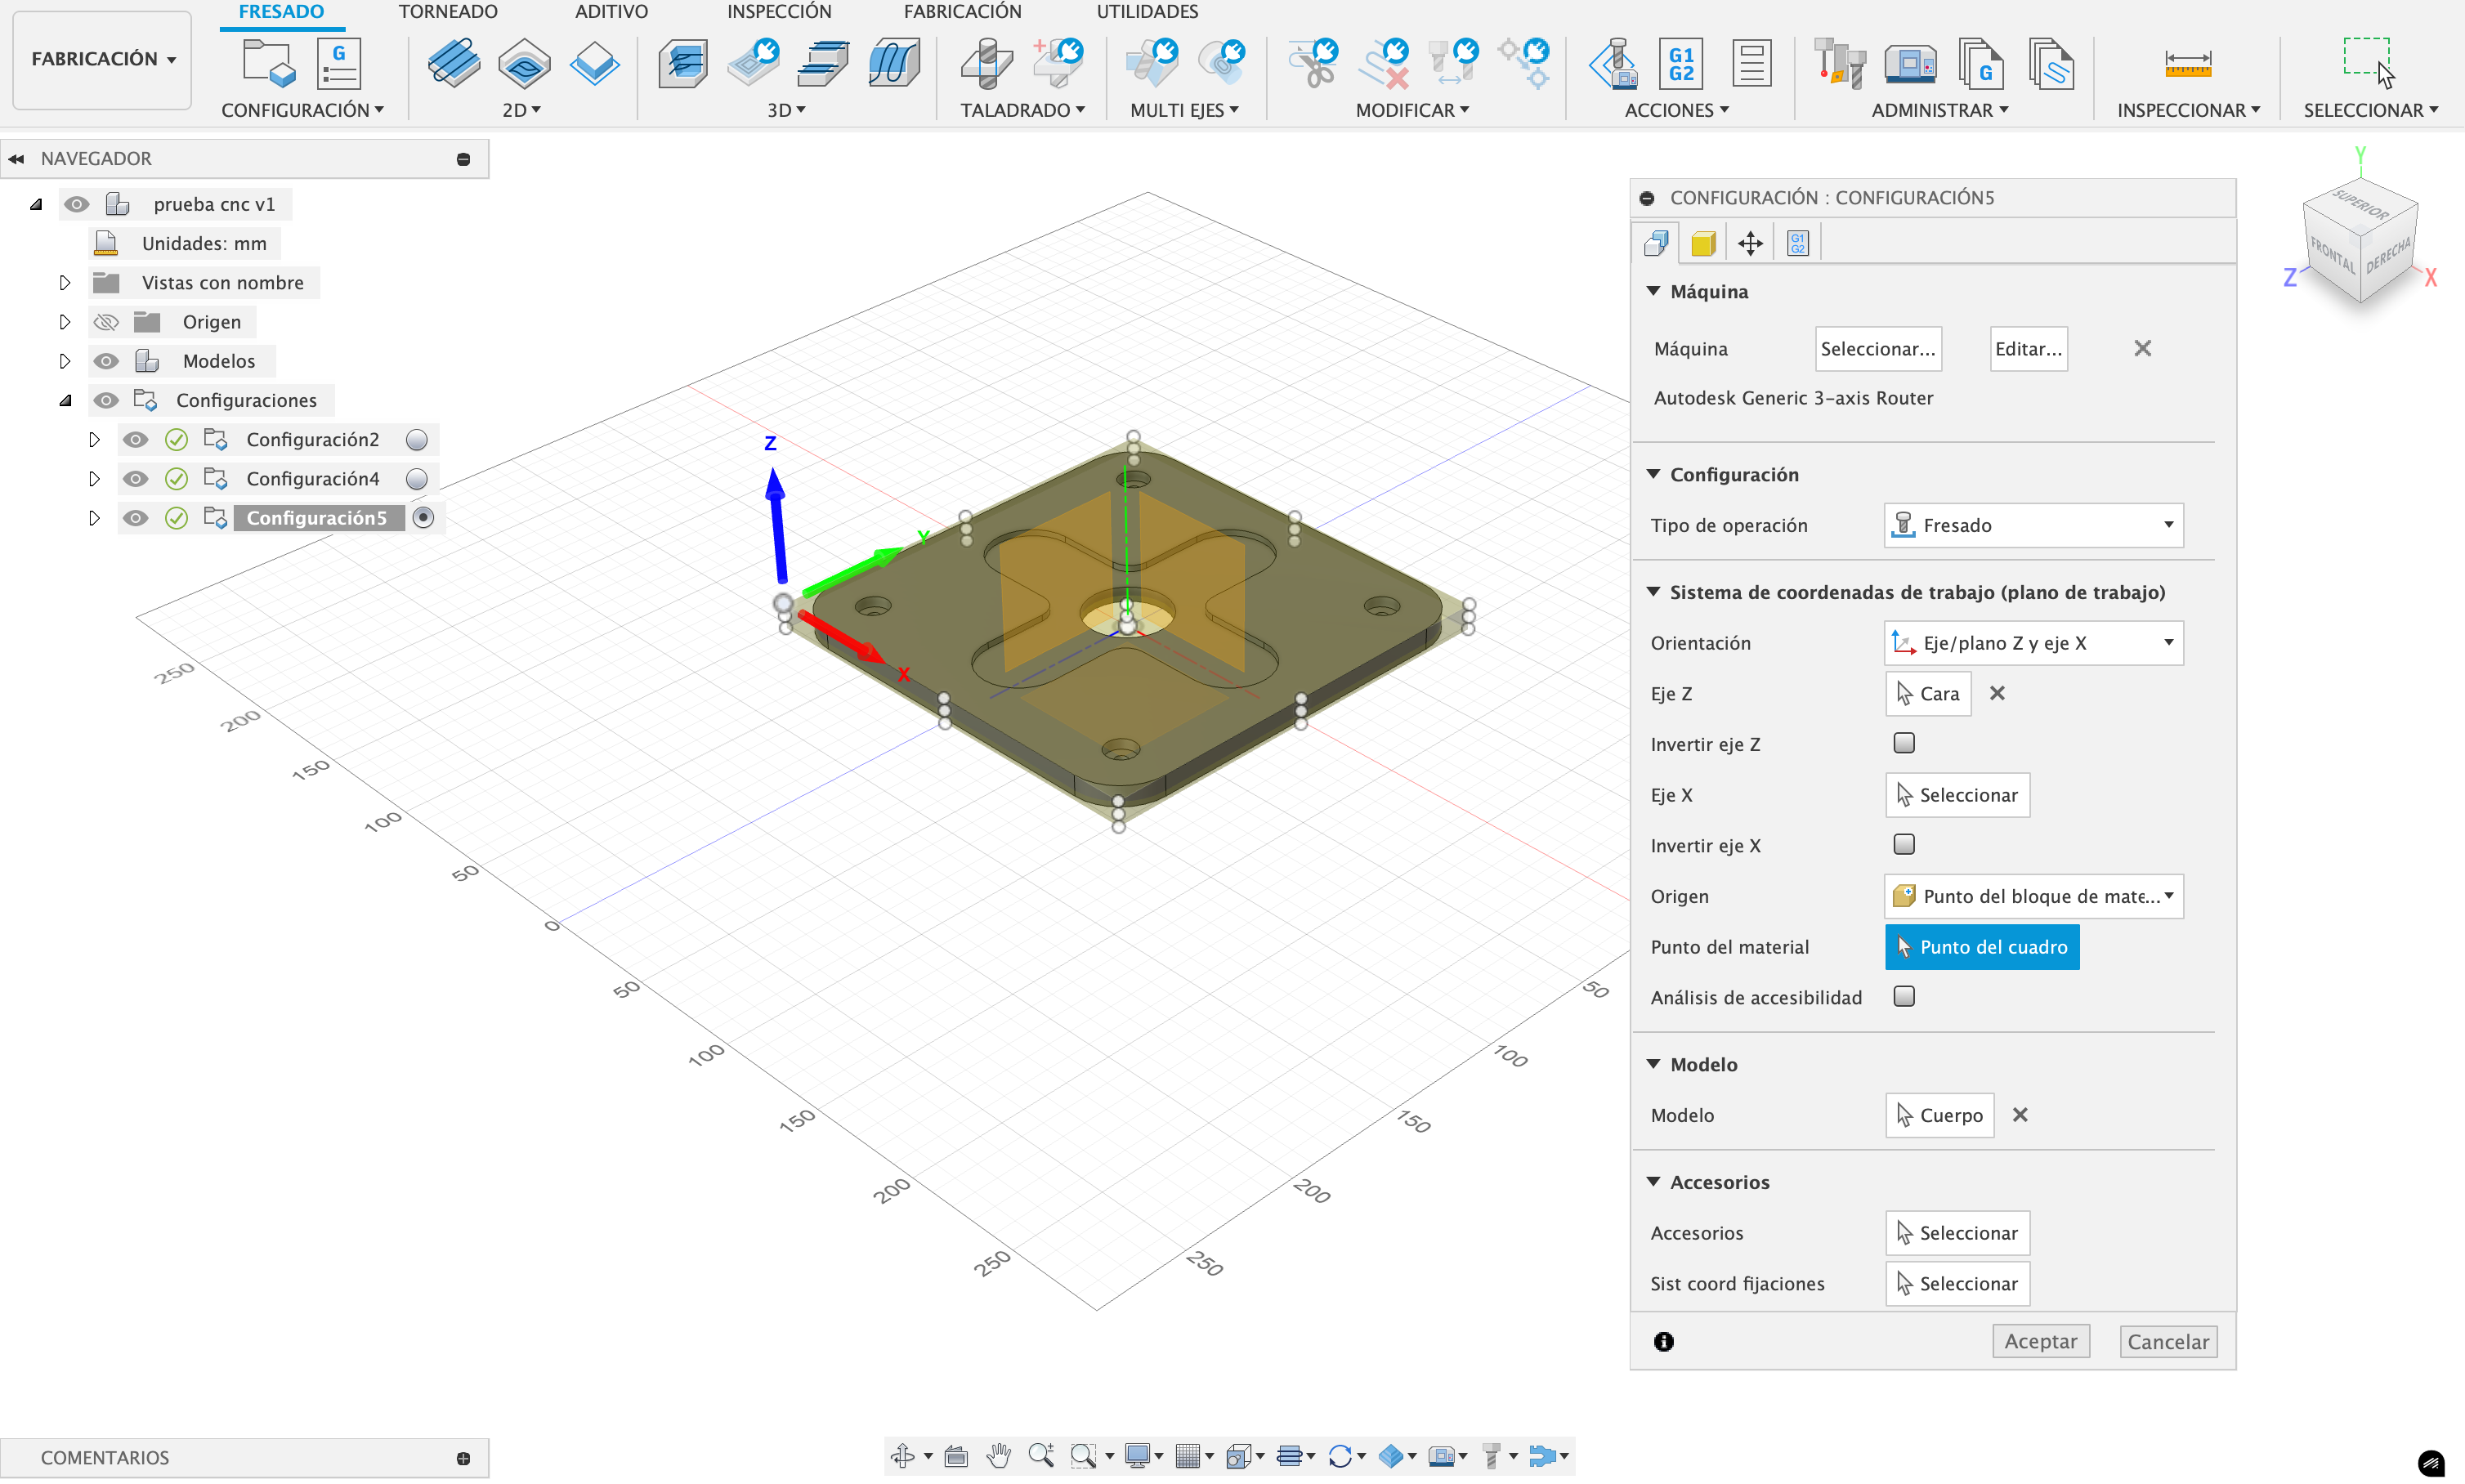 FRESADO TORNEADO ADITIVO INSPECCIÓN FABRICACIÓN UTILIDADES
FABRICACIÓN
G
G1
G2
G
CONFIGURACIÓN 2D 3D TALADRADO MULTI EJES MODIFICAR ACCIONES ADMINISTRAR INSPECCIONAR SELECCIONAR
NAVEGADOR
prueba cnc v1
Unidades: mm
Vistas con nombre
Origen
Modelos
Configuraciones
Configuración2
Configuración4
Configuración5
Z
Y
X
250
200
150
100
50
0
50
100
150
200
250
50
100
150
200
250
CONFIGURACIÓN : CONFIGURACIÓN5
G1
G2
Máquina
Máquina Seleccionar... Editar...
Autodesk Generic 3-axis Router
Configuración
Tipo de operación Fresado
Sistema de coordenadas de trabajo (plano de trabajo)
Orientación Eje/plano Z y eje X
Eje Z Cara
Invertir eje Z
Eje X Seleccionar
Invertir eje X
Origen Punto del bloque de mate...
Punto del material Punto del cuadro
Análisis de accesibilidad
Modelo
Modelo Cuerpo
Accesorios
Accesorios Seleccionar
Sist coord fijaciones Seleccionar
Aceptar Cancelar
Y
SUPERIOR
FRONTAL DERECHA
Z X
COMENTARIOS